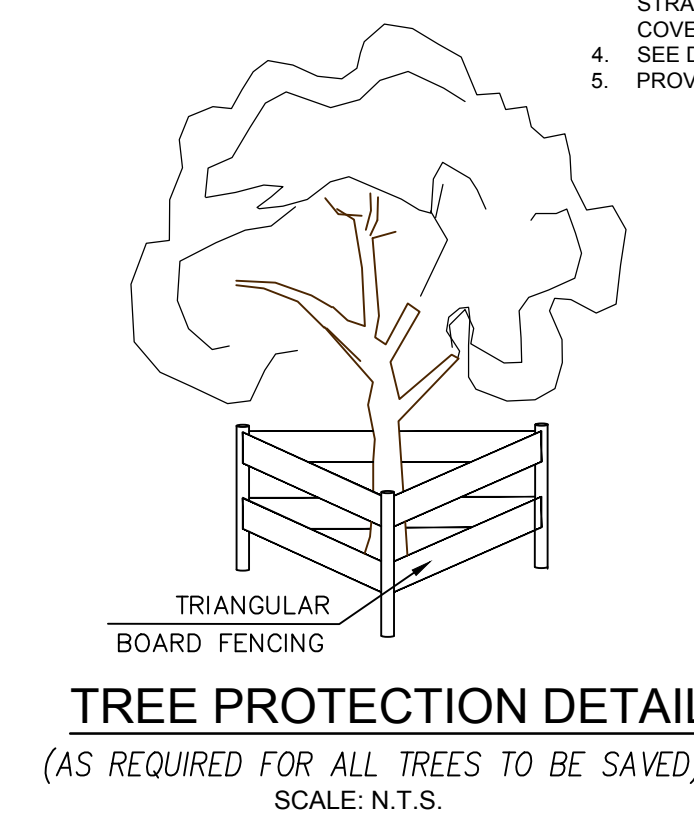 STRA
COVE
4. SEE D
5. PROV
TRIANGULAR
BOARD FENCING
TREE PROTECTION DETAIL
(AS REQUIRED FOR ALL TREES TO BE SAVED)
SCALE: N.T.S.